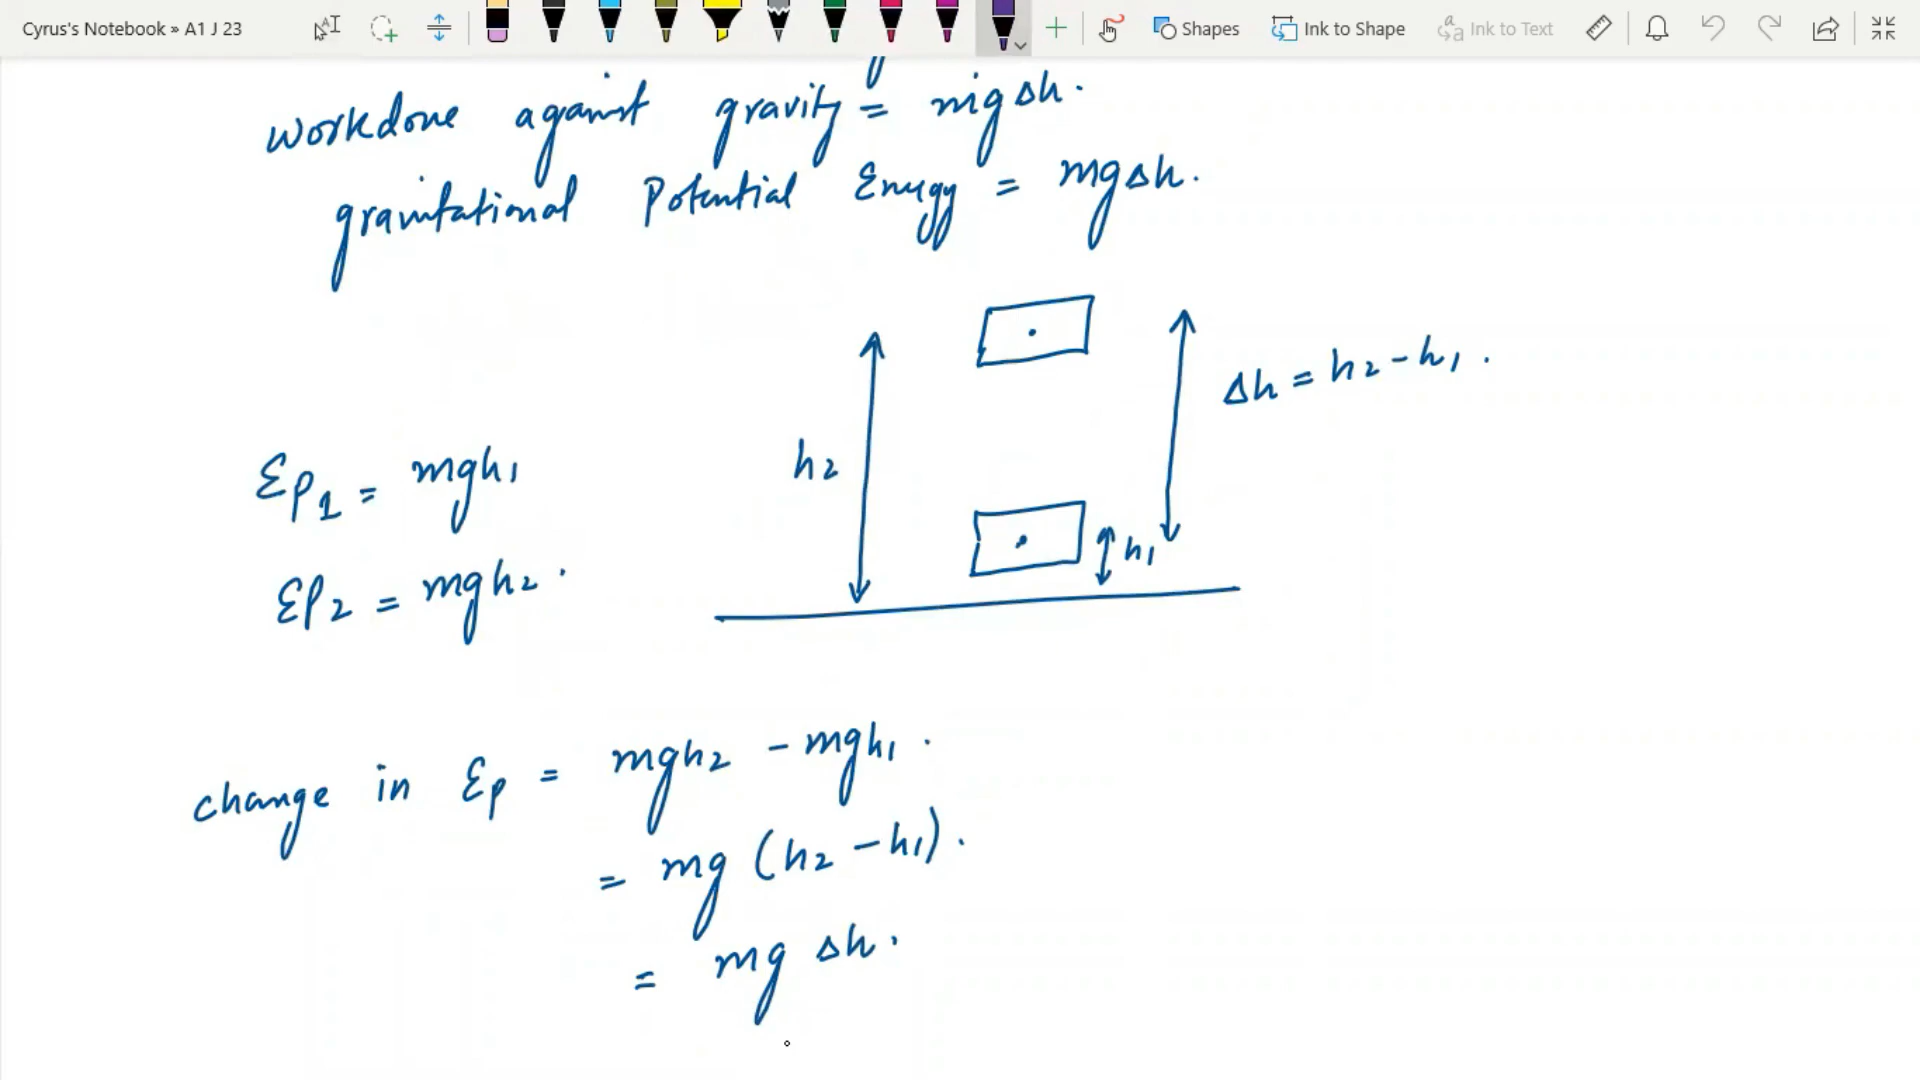 Cyrus's Notebook » A1 J 23
Shapes
Ink to Shape
Ink to Text
workdone against gravity = mgΔh.
gravitational Potential Energy = mgΔh.
Δh = h2 - h1.
h2
h1
Ep1 = mgh1
Ep2 = mgh2.
change in Ep = mgh2 - mgh1.
= mg (h2 - h1).
= mg Δh.